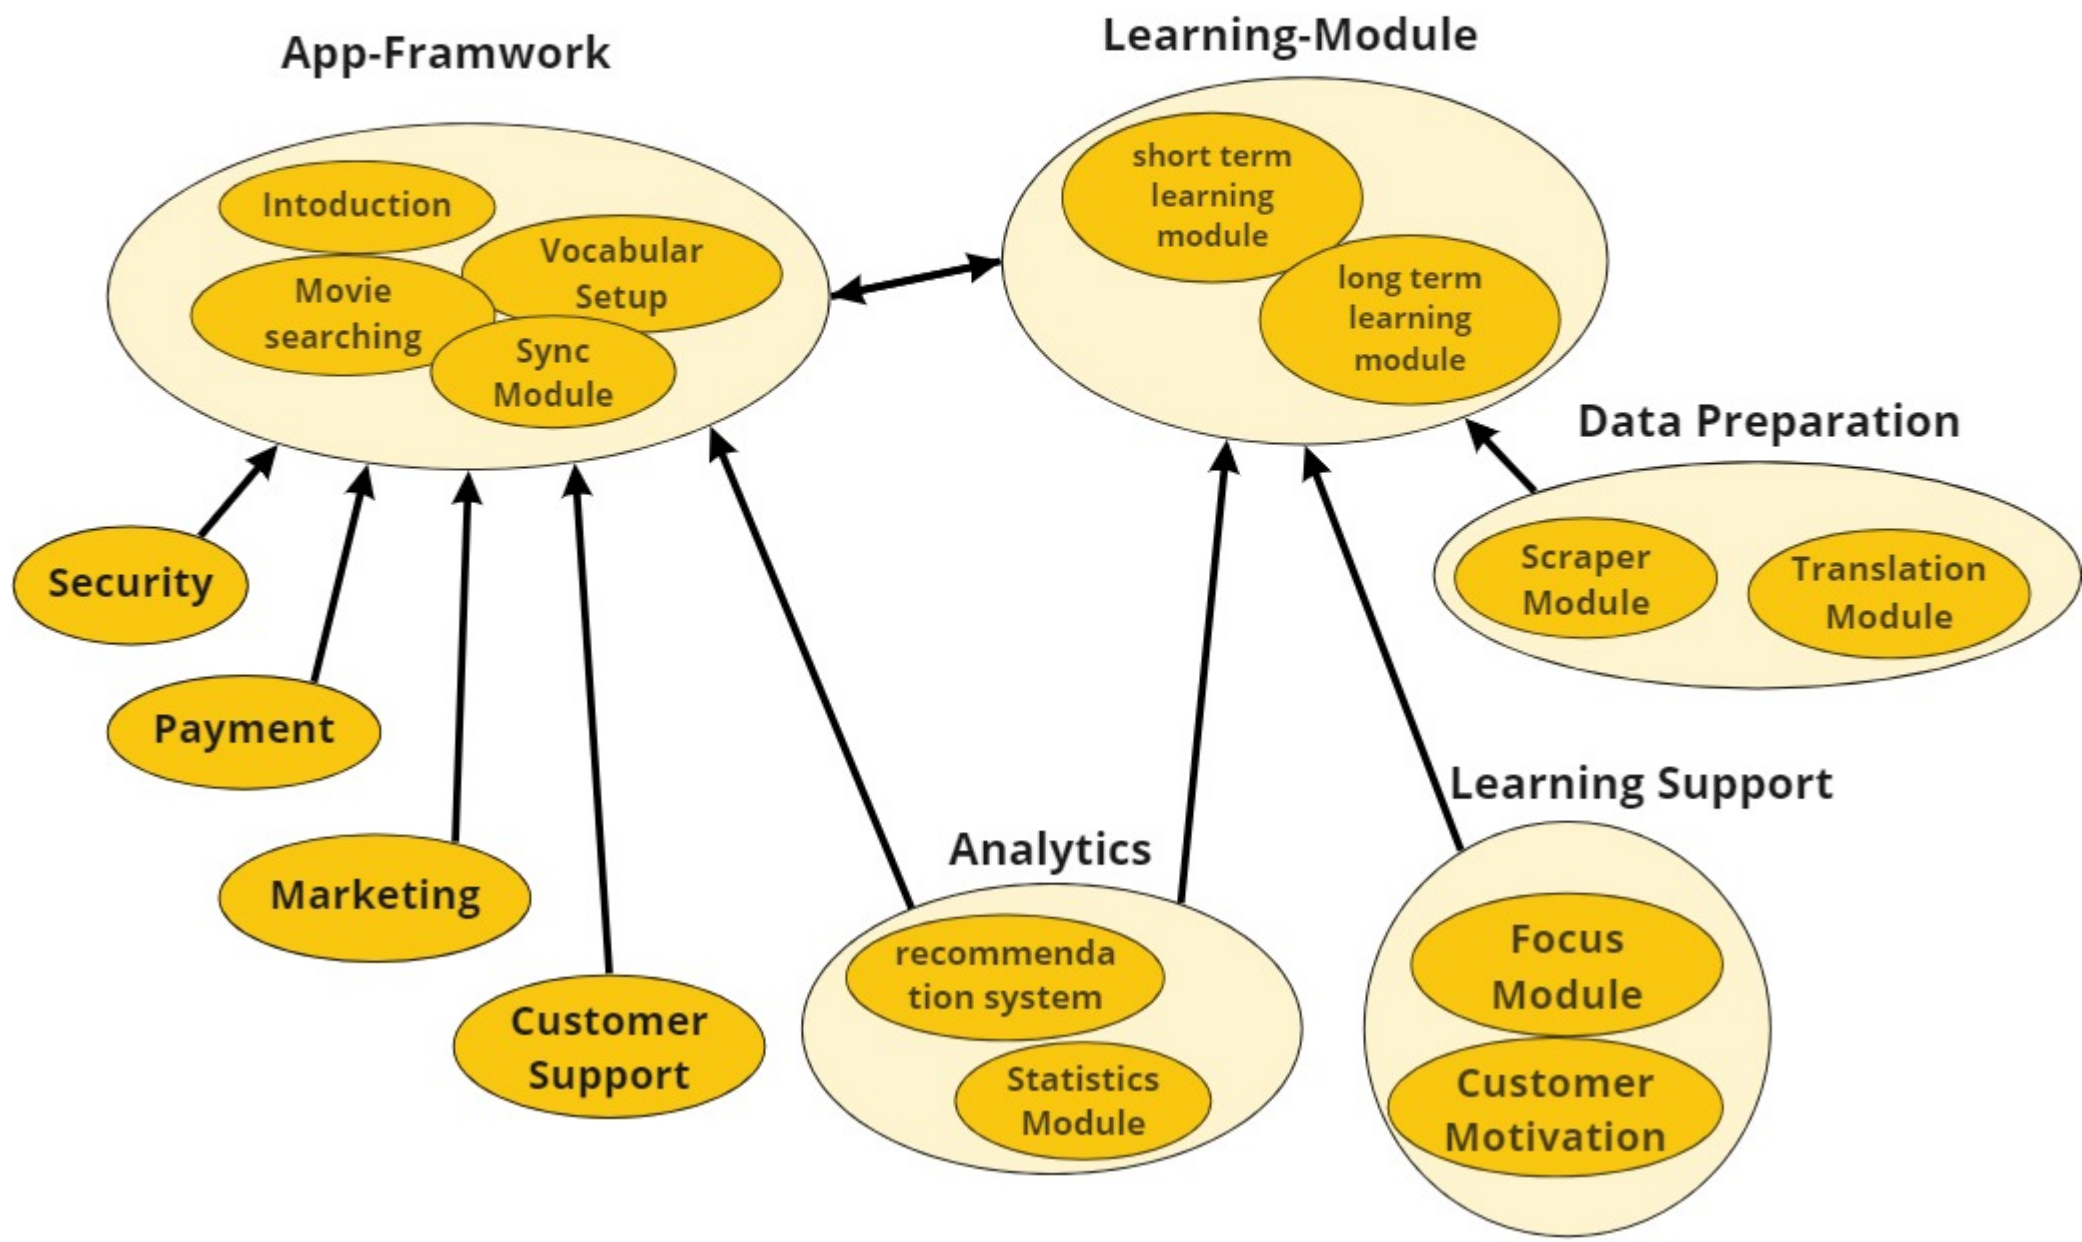 App-Framwork
Intoduction
Vocabular
Setup
Movie
searching
Sync
Module
Learning-Module
short term
learning
module
long term
learning
module
Data Preparation
Scraper
Module
Translation
Module
Security
Payment
Marketing
Customer
Support
Analytics
recommenda
tion system
Statistics
Module
Learning Support
Focus
Module
Customer
Motivation